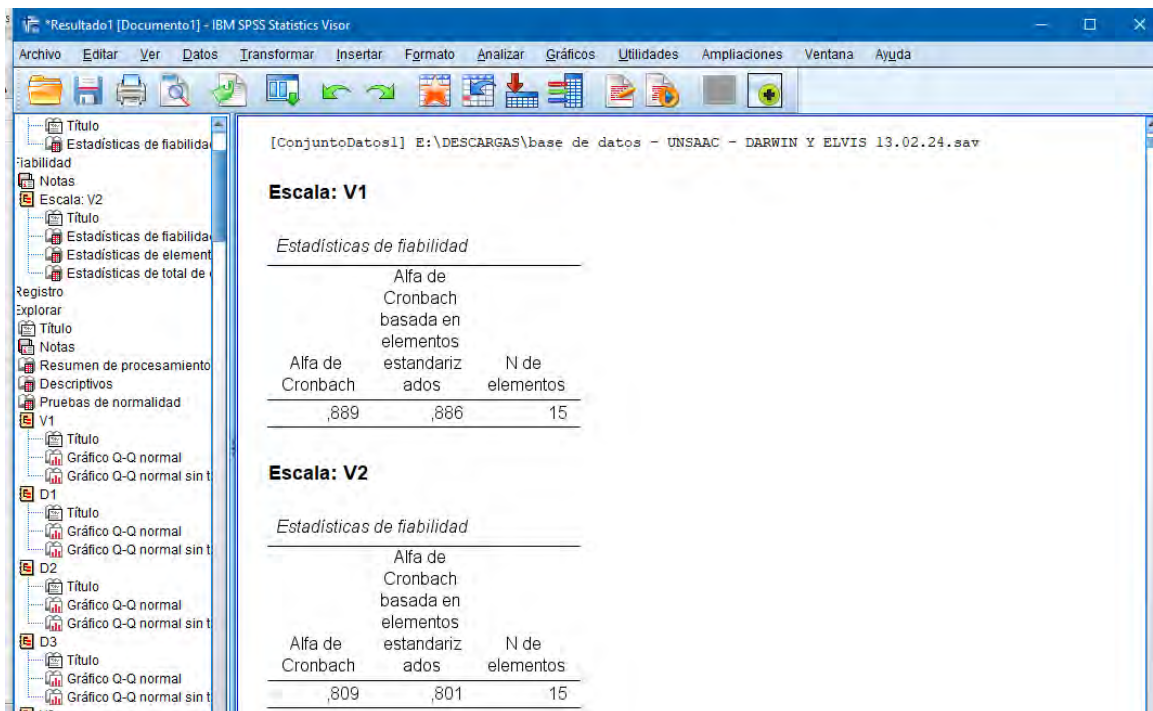 *Resultado1 [Documento1] - IBM SPSS Statistics Visor
Archivo Editar Ver Datos Transformar Insertar Formato Analizar Gráficos Utilidades Ampliaciones Ventana Ayuda
Título
Estadísticas de fiabilida
Fiabilidad
Notas
Escala: V2
Título
Estadísticas de fiabilida
Estadísticas de element
Estadísticas de total de
Registro
Explorar
Título
Notas
Resumen de procesamiento
Descriptivos
Pruebas de normalidad
V1
Título
Gráfico Q-Q normal
Gráfico Q-Q normal sin t
D1
Título
Gráfico Q-Q normal
Gráfico Q-Q normal sin t
D2
Título
Gráfico Q-Q normal
Gráfico Q-Q normal sin t
D3
Título
Gráfico Q-Q normal
Gráfico Q-Q normal sin t
[ConjuntoDatos1] E:\DESCARGAS\base de datos - UNSAAC - DARWIN Y ELVIS 13.02.24.sav
Escala: V1
Estadísticas de fiabilidad
Alfa de
Cronbach
basada en
elementos
Alfa de estandariz N de
Cronbach ados elementos
,889 ,886 15
Escala: V2
Estadísticas de fiabilidad
Alfa de
Cronbach
basada en
elementos
Alfa de estandariz N de
Cronbach ados elementos
,809 ,801 15